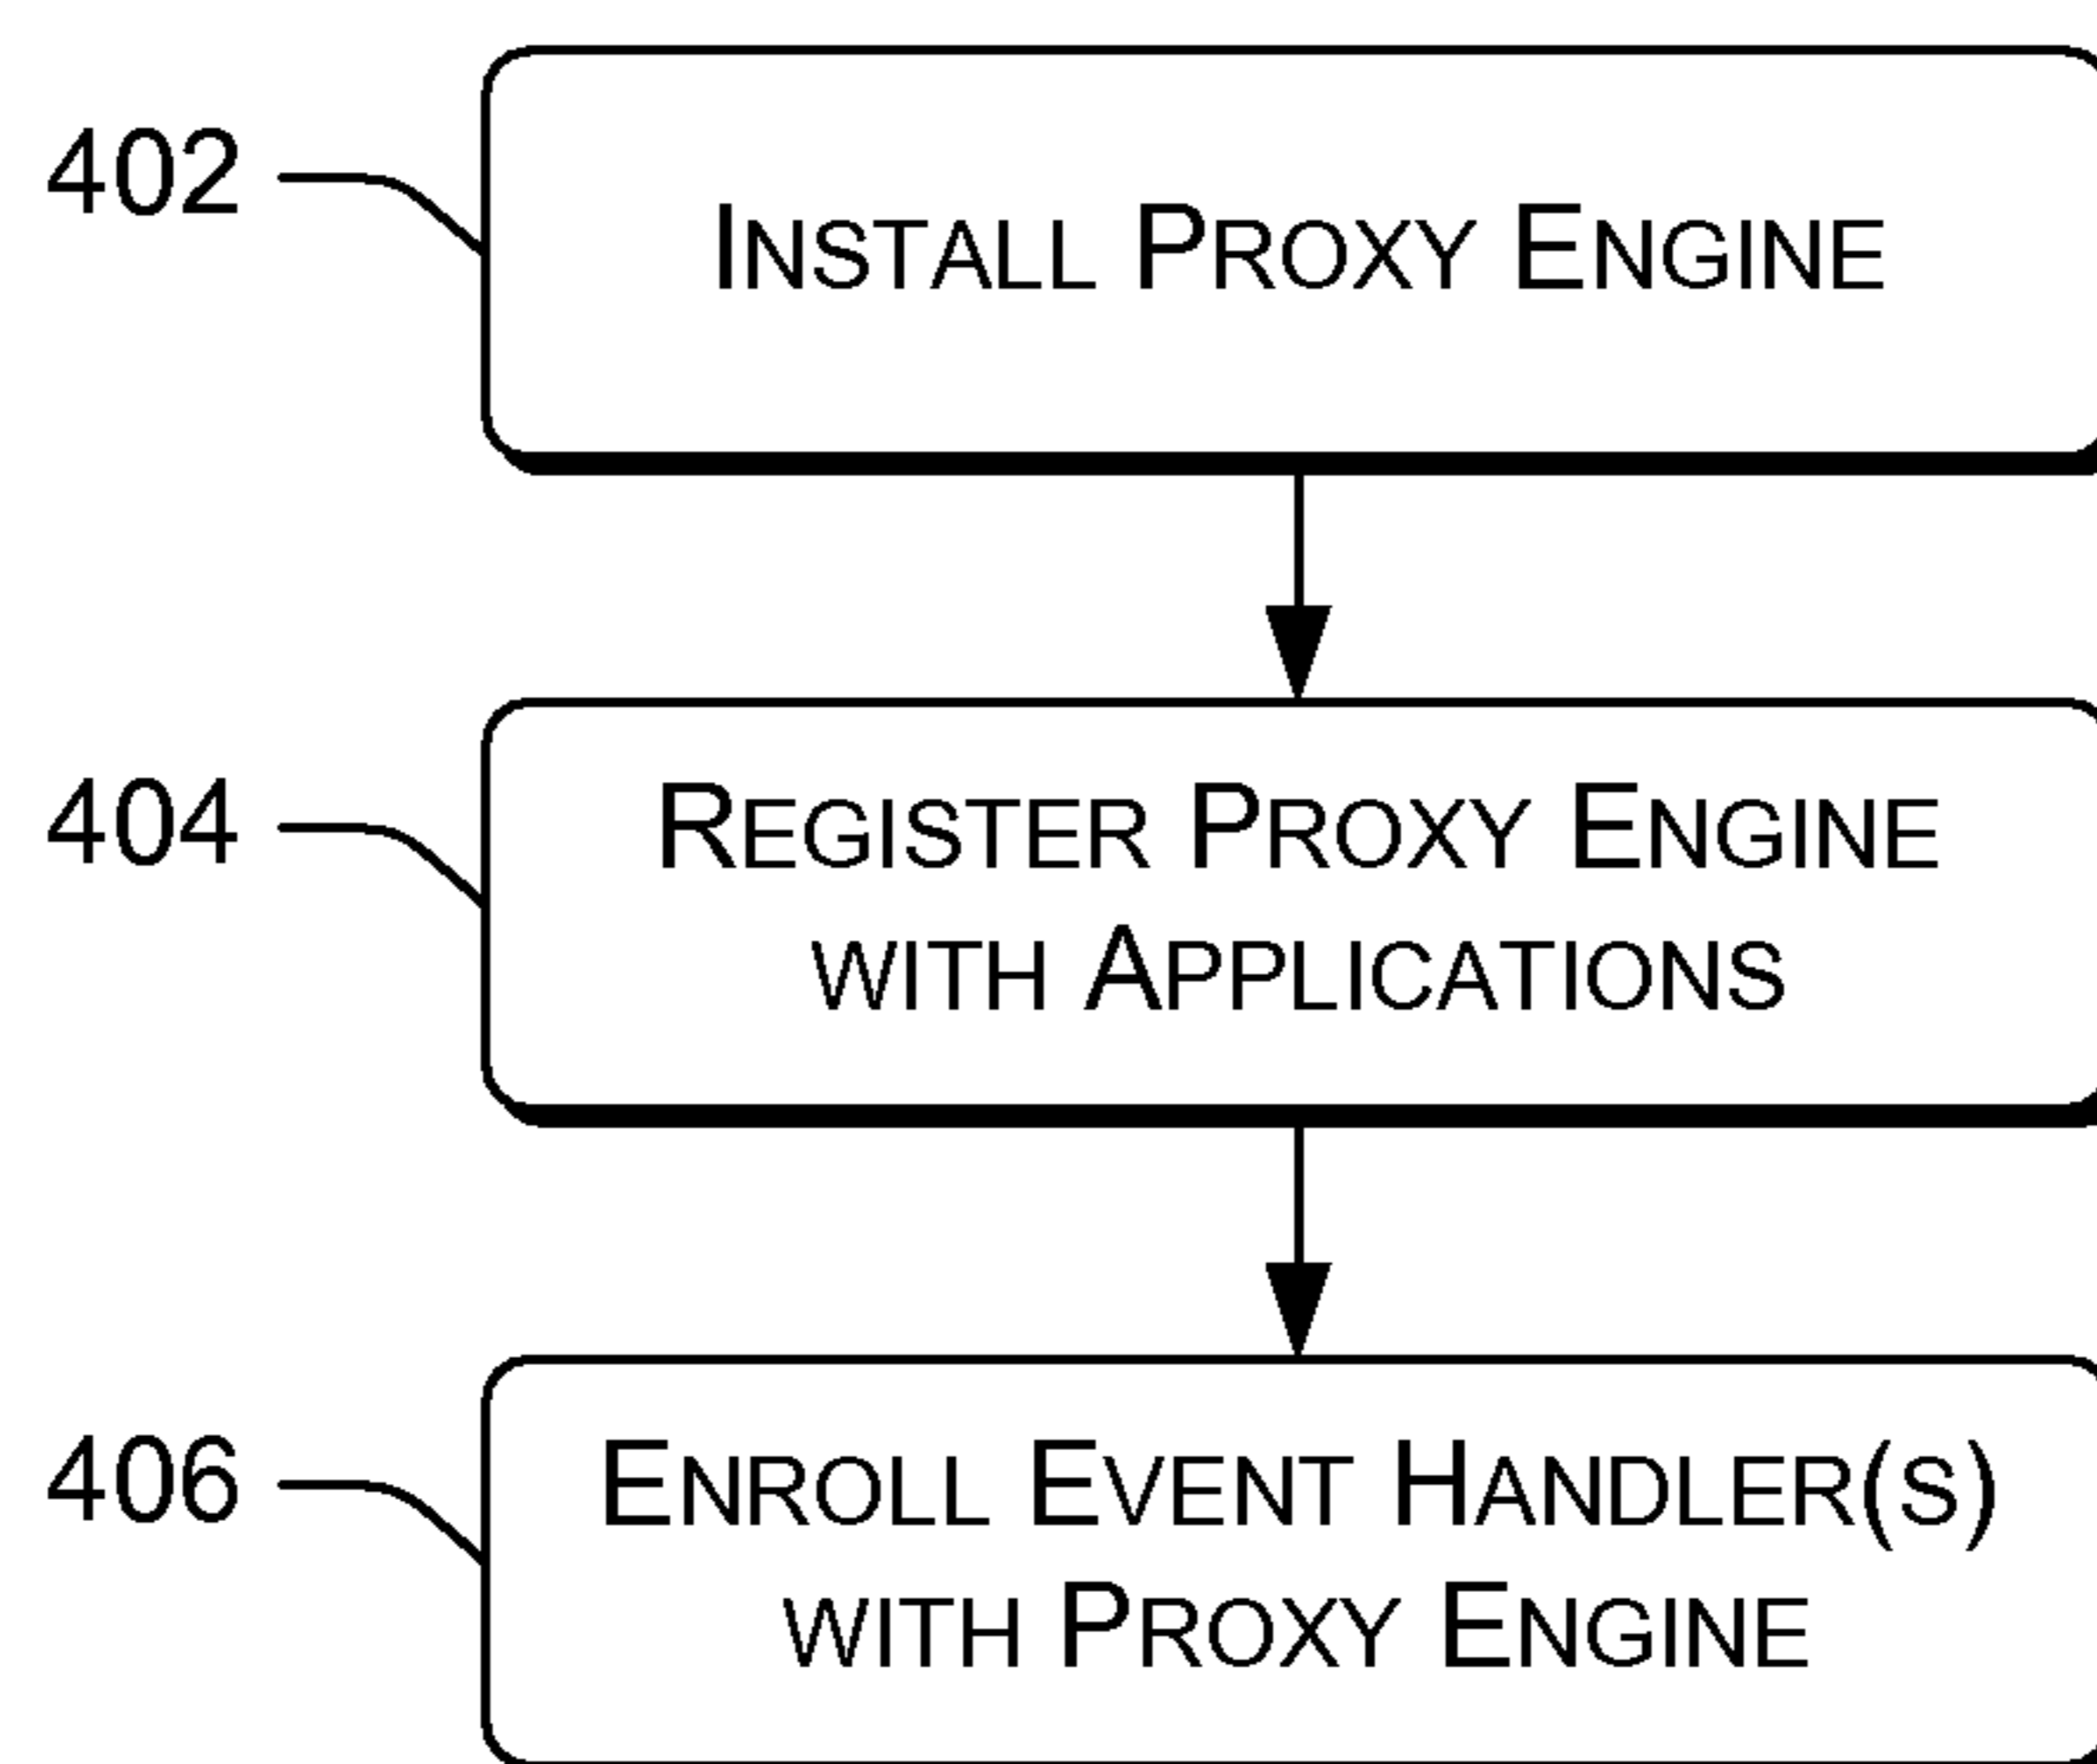 402
INSTALL PROXY ENGINE
404
REGISTER PROXY ENGINE
WITH APPLICATIONS
406
ENROLL EVENT HANDLER(S)
WITH PROXY ENGINE